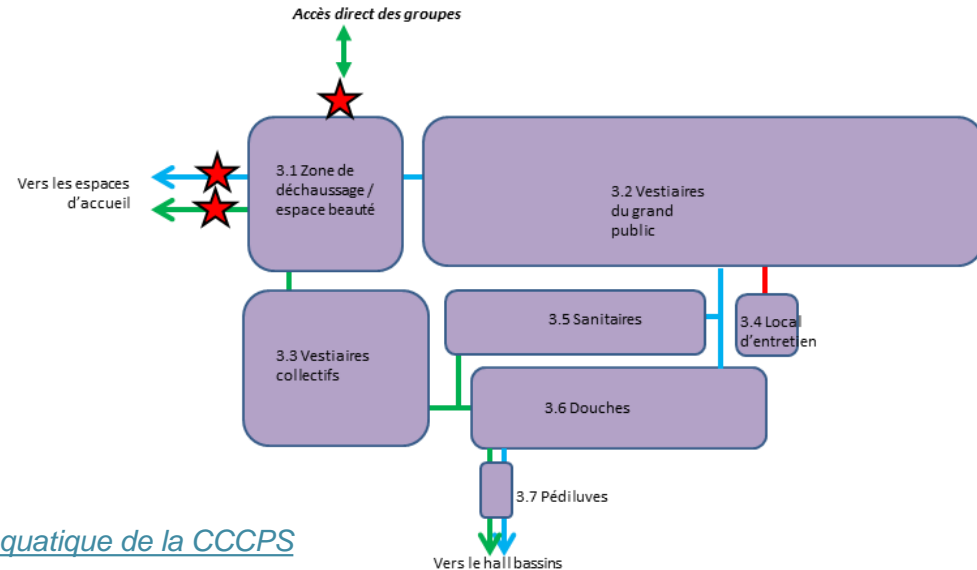 Accès direct des groupes
3.1 Zone de
déchaussage /
espace beauté
Vers les espaces
d'accueil
3.2 Vestiaires
du grand
public
3.3 Vestiaires
collectifs
3.5 Sanitaires
3.4 Local
d'entretien
3.6 Douches
3.7 Pédiluves
quatique de la CCCPS
Vers le hall bassins